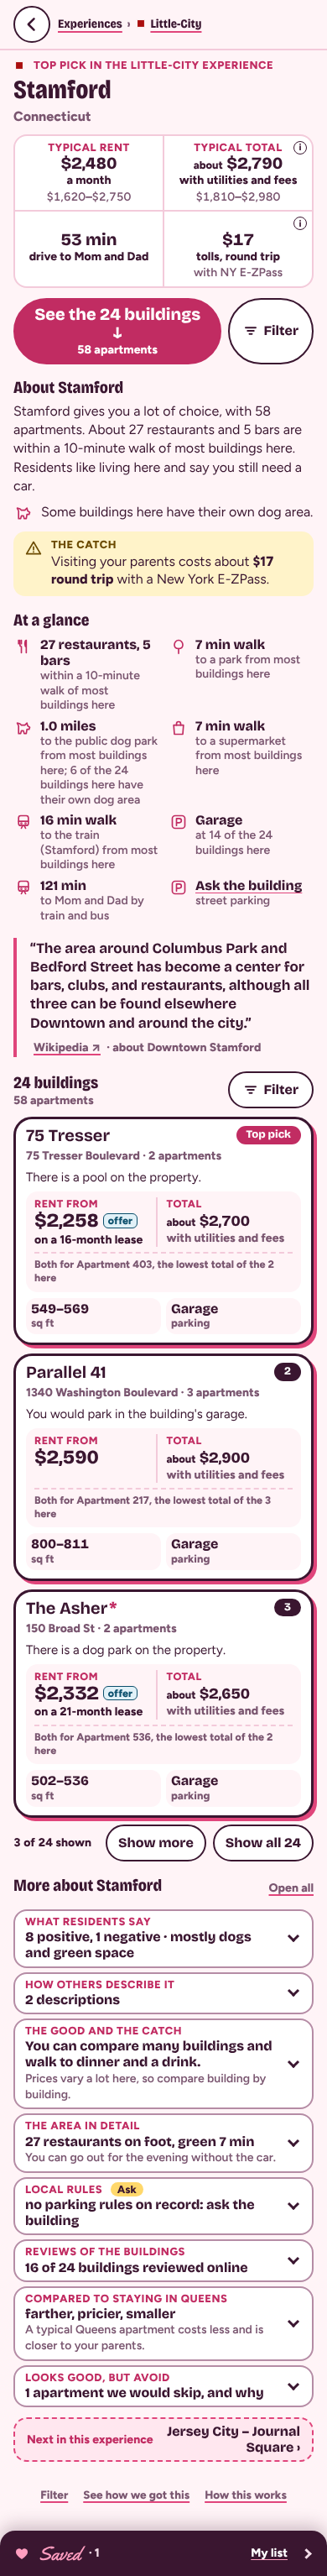 Experiences › Little-City
TOP PICK IN THE LITTLE-CITY EXPERIENCE
Stamford
Connecticut
TYPICAL RENT
$2,480
a month
$1,620–$2,750
TYPICAL TOTAL
about $2,790
with utilities and fees
$1,810–$2,980
53 min
drive to Mom and Dad
$17
tolls, round trip
with NY E-ZPass
See the 24 buildings
↓
58 apartments
Filter
About Stamford
Stamford gives you a lot of choice, with 58
apartments. About 27 restaurants and 5 bars are
within a 10-minute walk of most buildings here.
Residents like living here and say you still need a
car.
Some buildings here have their own dog area.
THE CATCH
Visiting your parents costs about $17
round trip with a New York E-ZPass.
At a glance
27 restaurants, 5
bars
within a 10-minute
walk of most
buildings here
7 min walk
to a park from most
buildings here
1.0 miles
to the public dog park
from most buildings
here; 6 of the 24
buildings here have
their own dog area
7 min walk
to a supermarket
from most buildings
here
16 min walk
to the train
(Stamford) from most
buildings here
Garage
at 14 of the 24
buildings here
121 min
to Mom and Dad by
train and bus
Ask the building
street parking
“The area around Columbus Park and
Bedford Street has become a center for
bars, clubs, and restaurants, although all
three can be found elsewhere
Downtown and around the city.”
Wikipedia ↗ · about Downtown Stamford
24 buildings
58 apartments
Filter
75 Tresser
Top pick
75 Tresser Boulevard · 2 apartments
There is a pool on the property.
RENT FROM
$2,258 offer
on a 16-month lease
TOTAL
about $2,700
with utilities and fees
Both for Apartment 403, the lowest total of the 2
here
549–569
sq ft
Garage
parking
Parallel 41
2
1340 Washington Boulevard · 3 apartments
You would park in the building's garage.
RENT FROM
$2,590
TOTAL
about $2,900
with utilities and fees
Both for Apartment 217, the lowest total of the 3
here
800–811
sq ft
Garage
parking
The Asher*
3
150 Broad St · 2 apartments
There is a dog park on the property.
RENT FROM
$2,332 offer
on a 21-month lease
TOTAL
about $2,650
with utilities and fees
Both for Apartment 536, the lowest total of the 2
here
502–536
sq ft
Garage
parking
3 of 24 shown
Show more
Show all 24
More about Stamford
Open all
WHAT RESIDENTS SAY
8 positive, 1 negative · mostly dogs
and green space
HOW OTHERS DESCRIBE IT
2 descriptions
THE GOOD AND THE CATCH
You can compare many buildings and
walk to dinner and a drink.
Prices vary a lot here, so compare building by
building.
THE AREA IN DETAIL
27 restaurants on foot, green 7 min
You can go out for the evening without the car.
LOCAL RULES Ask
no parking rules on record: ask the
building
REVIEWS OF THE BUILDINGS
16 of 24 buildings reviewed online
COMPARED TO STAYING IN QUEENS
farther, pricier, smaller
A typical Queens apartment costs less and is
closer to your parents.
LOOKS GOOD, BUT AVOID
1 apartment we would skip, and why
Next in this experience
Jersey City – Journal
Square ›
Filter
See how we got this
How this works
Saved · 1
My list